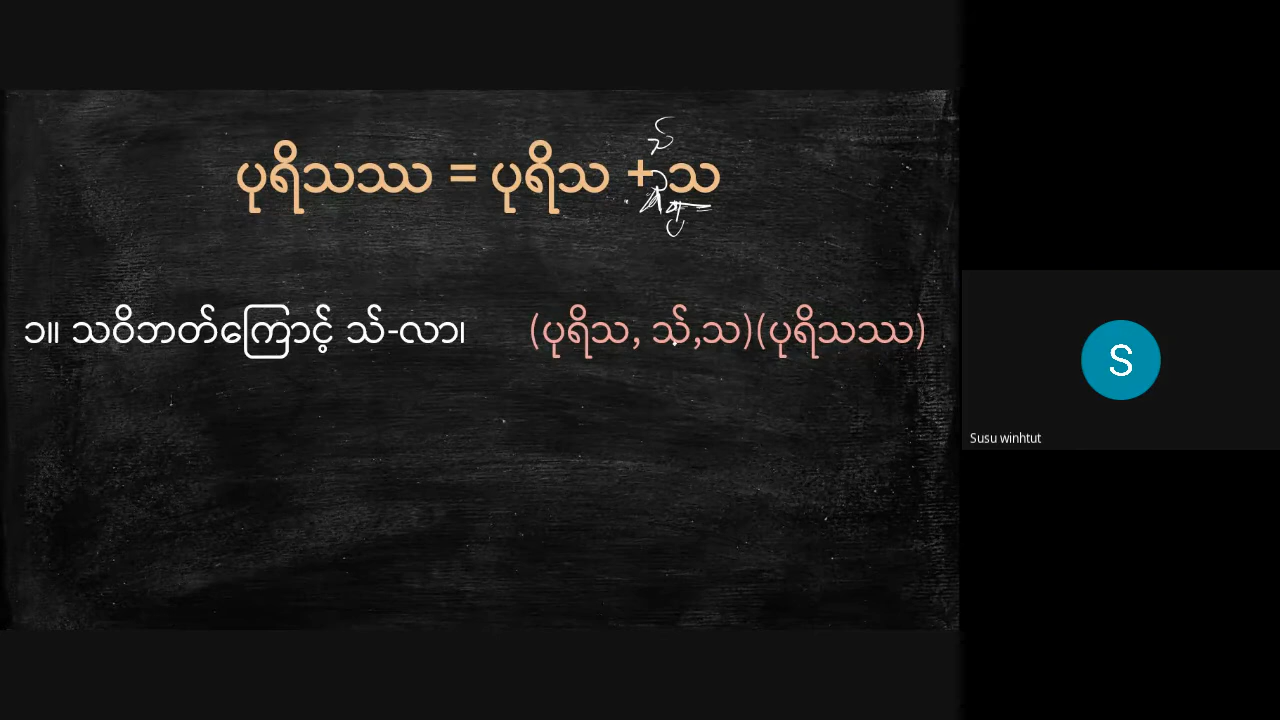 ပုရိသဿ = ပုရိသ + သ
သ်
၁။ သဝိဘတ်ကြောင့် သ်-လာ၊ (ပုရိသ, သ်,သ)(ပုရိသဿ)
S
Susu winhtut